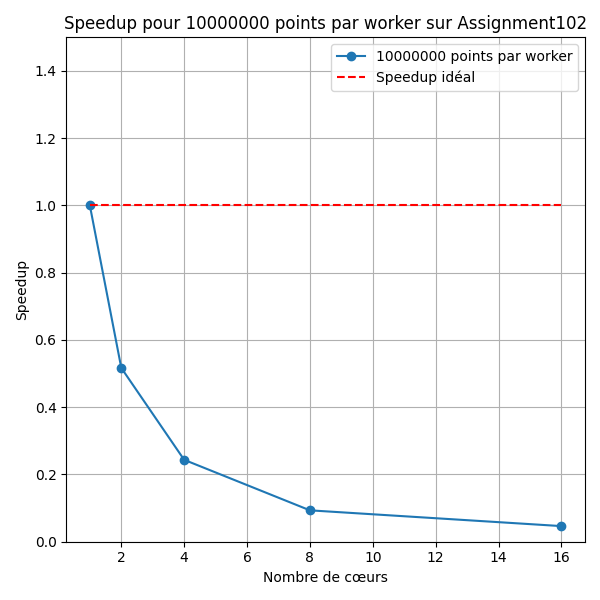 Speedup pour 10000000 points par worker sur Assignment102
10000000 points par worker
Speedup idéal
1.4
1.2
1.0
0.8
0.6
0.4
0.2
0.0
Speedup
2 4 6 8 10 12 14 16
Nombre de cœurs